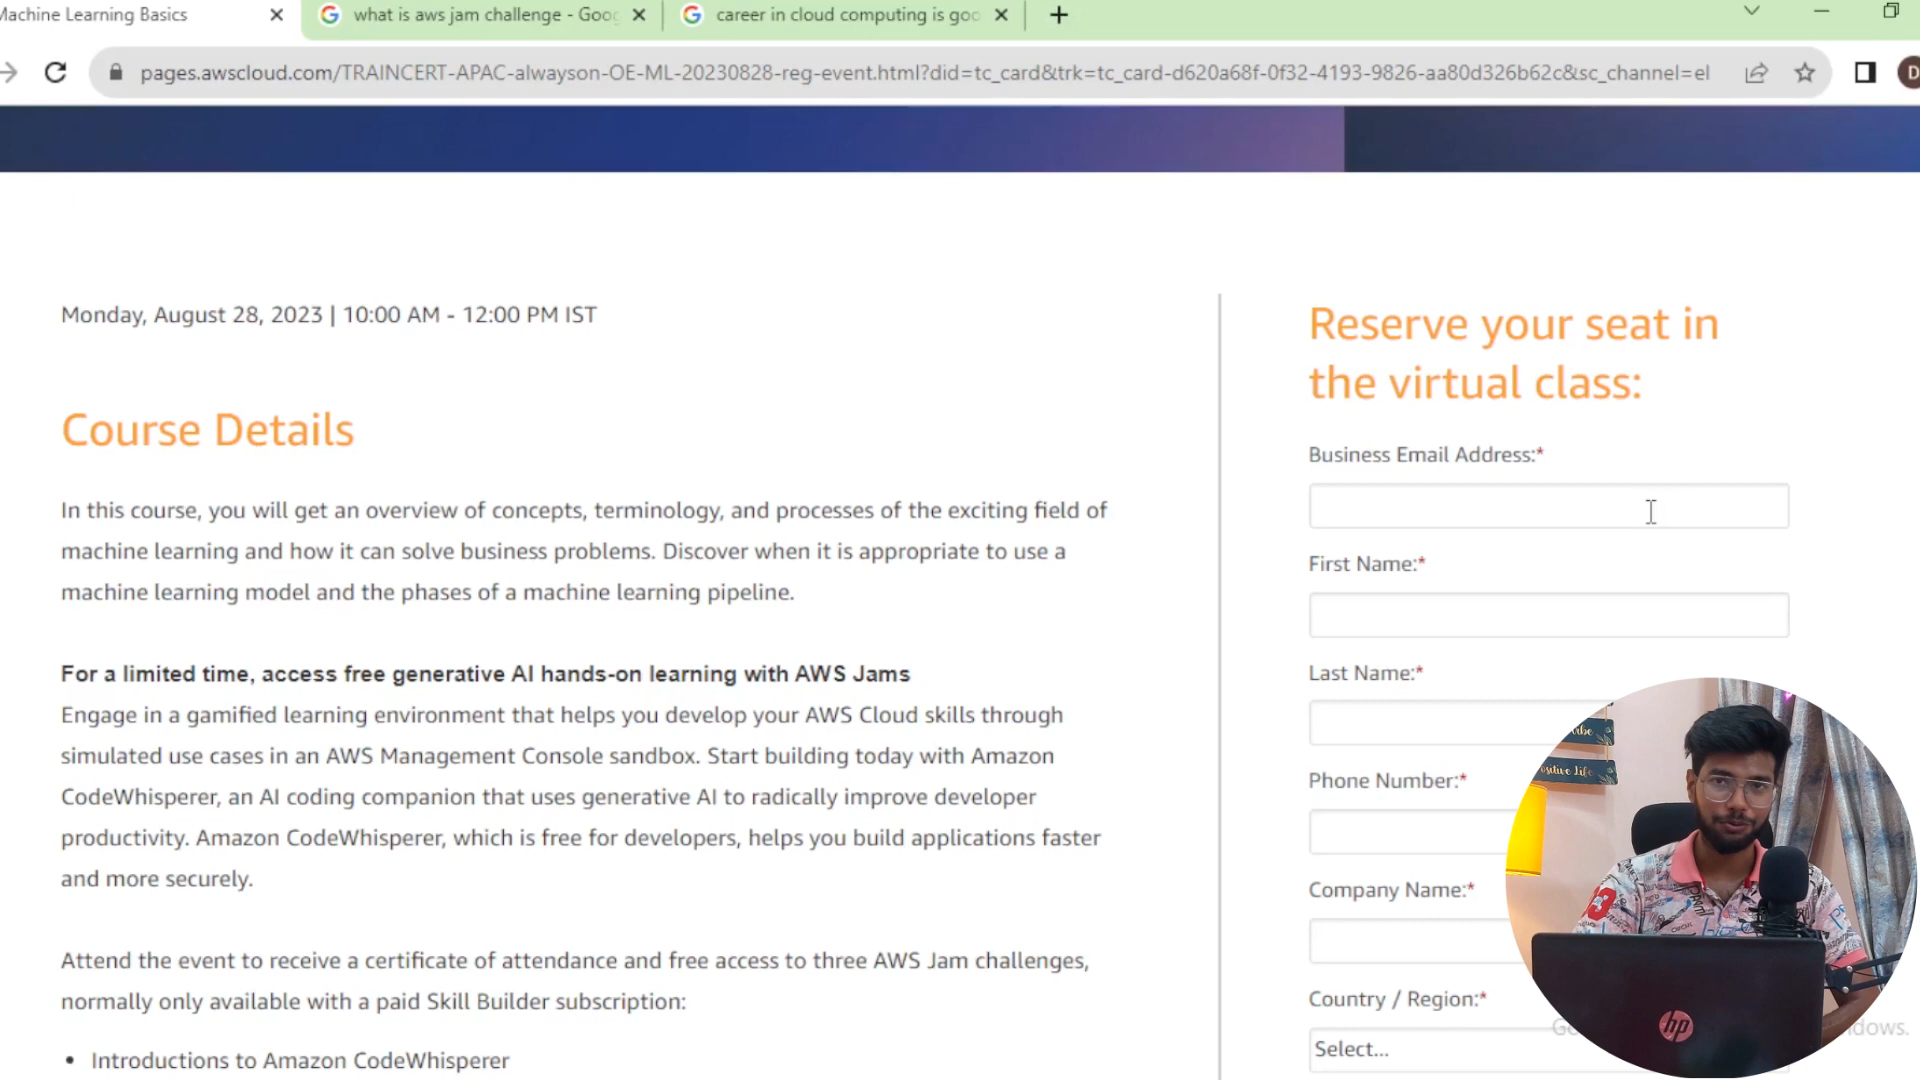 Machine Learning Basics
what is aws jam challenge - Goog
career in cloud computing is goo
pages.awscloud.com/TRAINCERT-APAC-alwayson-OE-ML-20230828-reg-event.html?did=tc_card&trk=tc_card-d620a68f-0f32-4193-9826-aa80d326b62c&sc_channel=el
D
Monday, August 28, 2023 | 10:00 AM - 12:00 PM IST
Course Details
In this course, you will get an overview of concepts, terminology, and processes of the exciting field of
machine learning and how it can solve business problems. Discover when it is appropriate to use a
machine learning model and the phases of a machine learning pipeline.
For a limited time, access free generative AI hands-on learning with AWS Jams
Engage in a gamified learning environment that helps you develop your AWS Cloud skills through
simulated use cases in an AWS Management Console sandbox. Start building today with Amazon
CodeWhisperer, an AI coding companion that uses generative AI to radically improve developer
productivity. Amazon CodeWhisperer, which is free for developers, helps you build applications faster
and more securely.
Attend the event to receive a certificate of attendance and free access to three AWS Jam challenges,
normally only available with a paid Skill Builder subscription:
• Introductions to Amazon CodeWhisperer
Reserve your seat in
the virtual class:
Business Email Address:*
First Name:*
Last Name:*
Phone Number:*
Company Name:*
Country / Region:*
Select...
ositive Life
hp
dows.